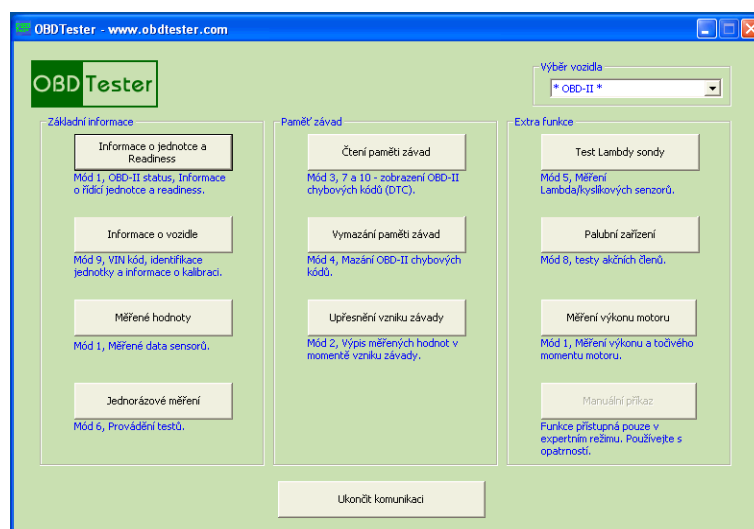 OBDTester - www.obdtester.com
OBD Tester
Výběr vozidla
* OBD-II *
Základní informace
Informace o jednotce a
Readiness
Mód 1, OBD-II status, Informace
o řídící jednotce a readiness.
Informace o vozidle
Mód 9, VIN kód, identifikace
jednotky a informace o kalibraci.
Měřené hodnoty
Mód 1, Měřené data sensorů.
Jednorázové měření
Mód 6, Provádění testů.
Paměť závad
Čtení paměti závad
Mód 3, 7 a 10 - zobrazení OBD-II
chybových kódů (DTC).
Vymazání paměti závad
Mód 4, Mazání OBD-II chybových
kódů.
Upřesnění vzniku závady
Mód 2, Výpis měřených hodnot v
momentě vzniku závady.
Extra funkce
Test Lambdy sondy
Mód 5, Měření
Lambda/kyslíkových senzorů.
Palubní zařízení
Mód 8, testy akčních členů.
Měření výkonu motoru
Mód 1, Měření výkonu a točivého
momentu motoru.
Manuální příkaz
Funkce přístupná pouze v
expertním režimu. Používejte s
opatrností.
Ukončit komunikaci